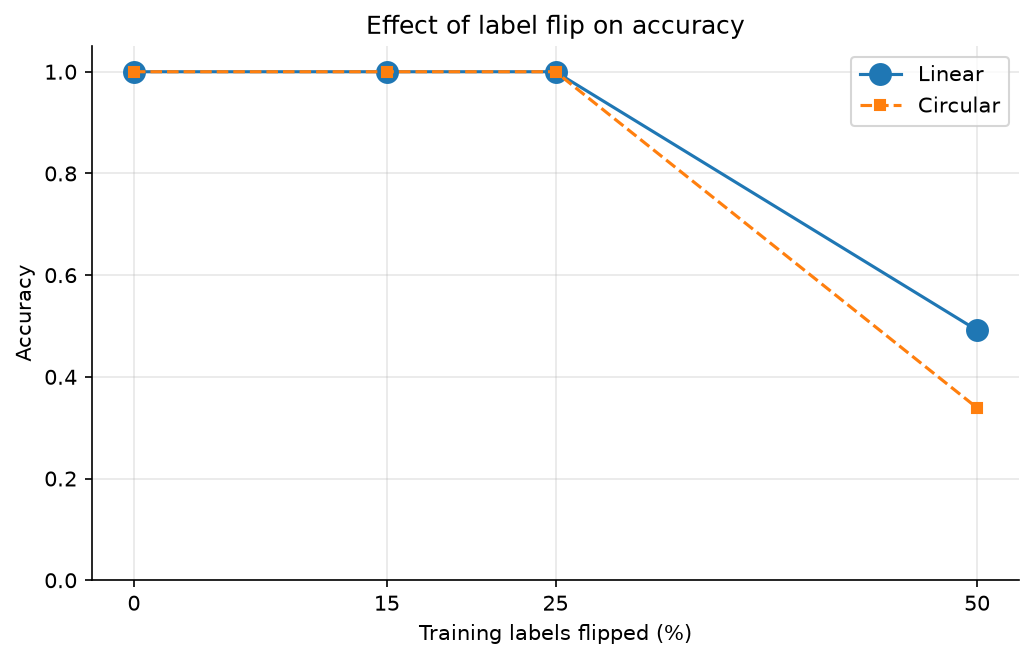 Effect of label flip on accuracy
Linear
Circular
Accuracy
1.0
0.8
0.6
0.4
0.2
0.0
0 15 25 50
Training labels flipped (%)